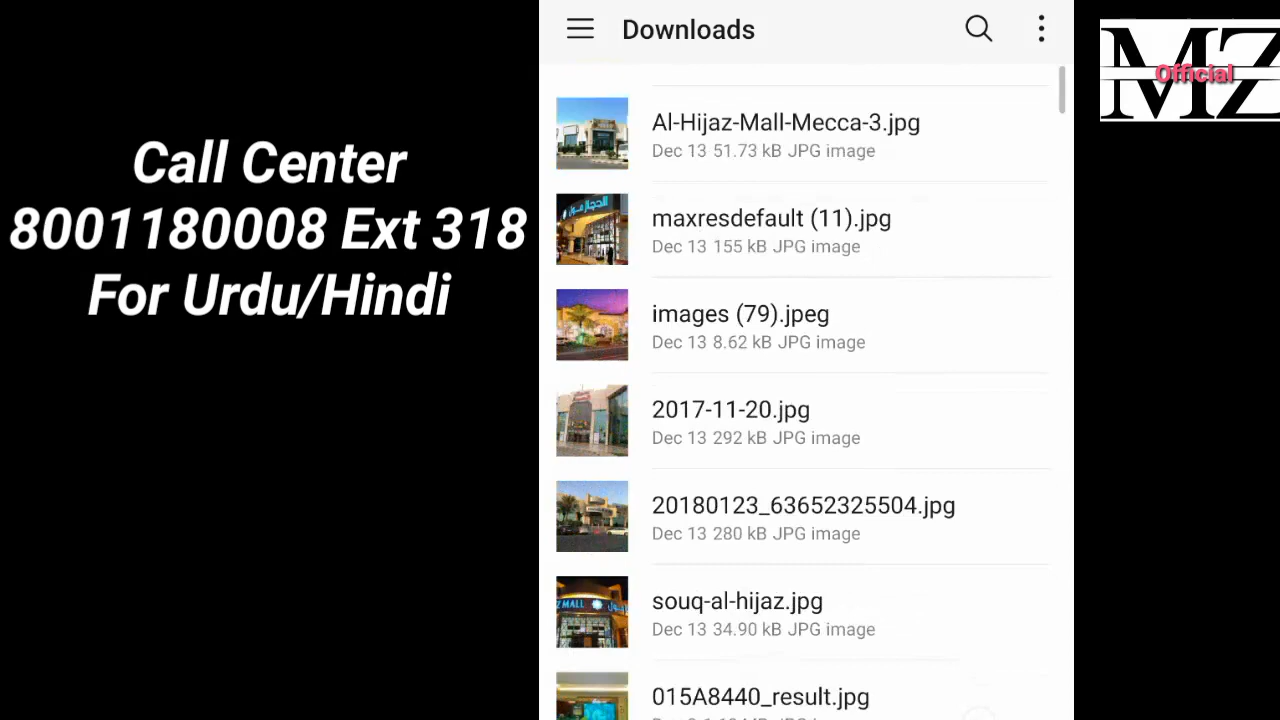 Call Center
8001180008 Ext 318
For Urdu/Hindi
Downloads
MZ
Official
Al-Hijaz-Mall-Mecca-3.jpg
Dec 13 51.73 kB JPG image
maxresdefault (11).jpg
Dec 13 155 kB JPG image
images (79).jpeg
Dec 13 8.62 kB JPG image
2017-11-20.jpg
Dec 13 292 kB JPG image
20180123_63652325504.jpg
Dec 13 280 kB JPG image
souq-al-hijaz.jpg
Dec 13 34.90 kB JPG image
Z MALL
015A8440_result.jpg